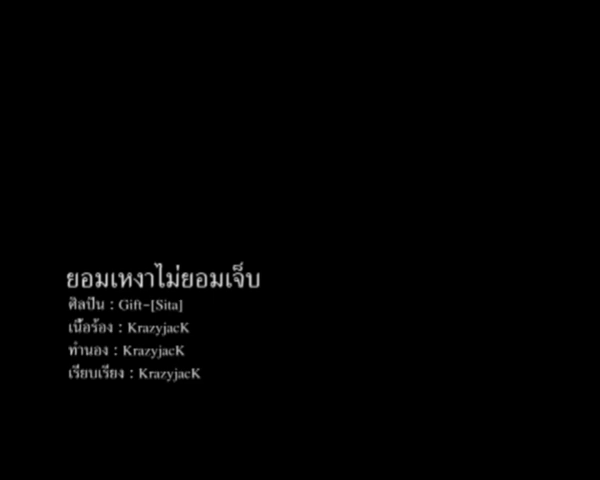 ยอมเหงาไม่ยอมเจ็บ
ศิลปิน : Gift-[Sita]
เนื้อร้อง : KrazyjacK
ทำนอง : KrazyjacK
เรียบเรียง : KrazyjacK